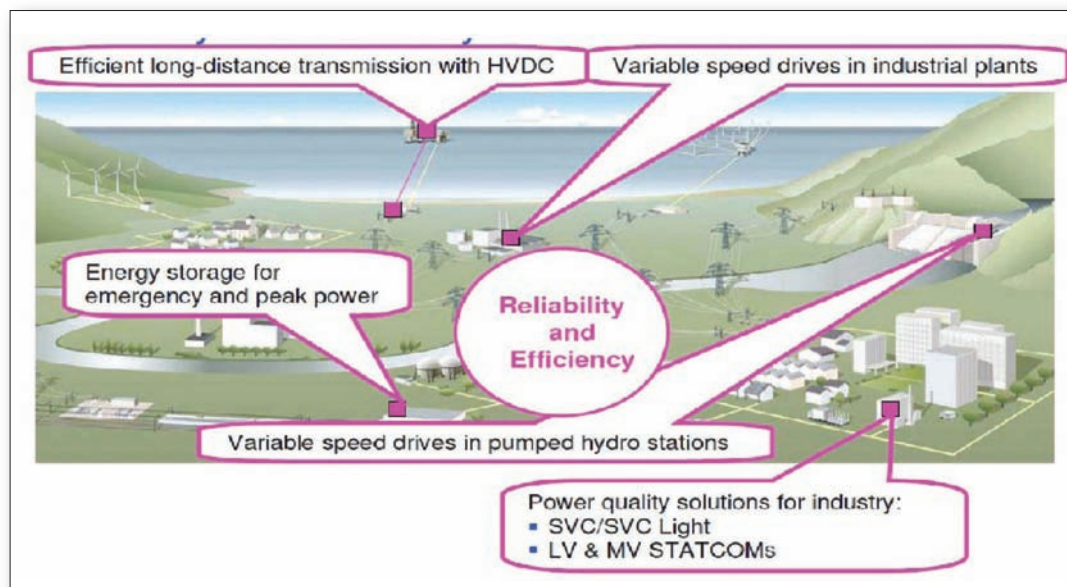 Efficient long-distance transmission with HVDC
Variable speed drives in industrial plants
Energy storage for
emergency and peak power
Reliability
and
Efficiency
Variable speed drives in pumped hydro stations
Power quality solutions for industry:
▪ SVC/SVC Light
▪ LV & MV STATCOMs